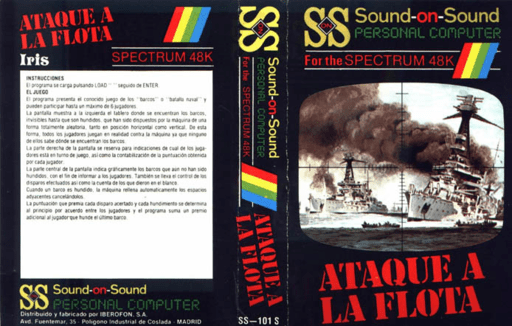 ATAQUE A
LA FLOTA
Iris
SPECTRUM 48K
INSTRUCCIONES
El programa se carga pulsando LOAD " " seguido de ENTER.
EL JUEGO
El programa presenta el conocido juego de los "barcos" o "batalla naval" y
pueden participar hasta un máximo de 6 jugadores.
La pantalla muestra a la izquierda el tablero donde se encuentran los barcos,
invisibles hasta que son hundidos, que han sido dispuestos por la máquina de una
forma totalmente aleatoria, tanto en posición horizontal como vertical. De esta
forma, todos los jugadores juegan en realidad contra la máquina ya que ninguno
de ellos sabe dónde se encuentran los barcos.
La parte derecha de la pantalla se reserva para indicaciones de cual de los juga-
dores está en turno de juego, así como la contabilización de la puntuación obtenida
por cada jugador.
La parte central de la pantalla indica gráficamente los barcos que aún no han sido
hundidos, con el fin de informar a los jugadores. También se lleva el control de los
disparos efectuados así como la cuenta de los que dieron en el blanco.
Cuando un barco es hundido, la máquina rellena automáticamente los espacios
adyacentes cancelándolos.
La puntuación que premia cada disparo acertado y cada hundimiento se determina
al principio por acuerdo entre los jugadores y el programa suma un premio
adicional al jugador que hunde el último barco.
SS
ON
Sound-on-Sound
PERSONAL COMPUTER
Distribuido y fabricado por IBEROFON, S.A.
Avd. Fuentemar, 35 - Polígono Industrial de Coslada - MADRID
SS
ON
Sound-on-Sound
PERSONAL COMPUTER
For the SPECTRUM 48K
ATAQUE A
LA FLOTA
SS-101 S
SS
ON
Sound-on-Sound
PERSONAL COMPUTER
For the SPECTRUM 48K
ATAQUE A
LA FLOTA